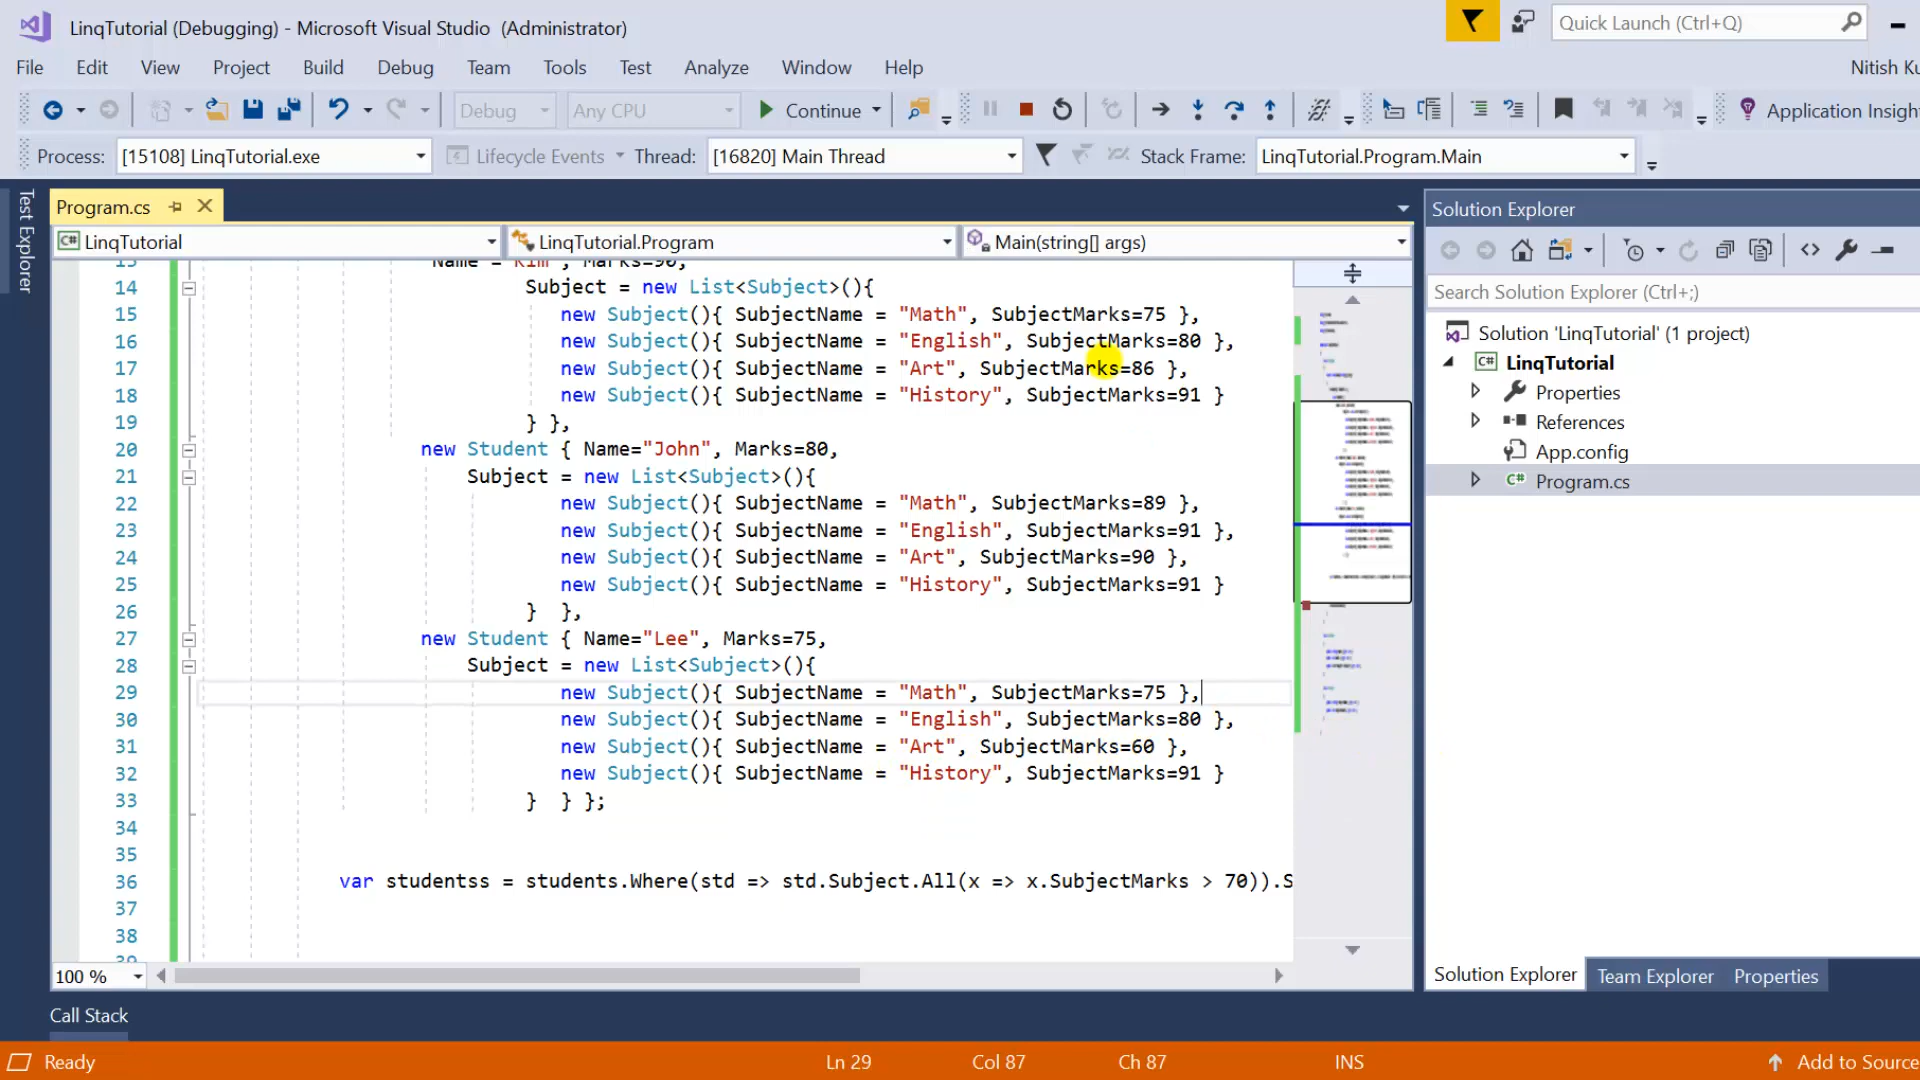 LinqTutorial (Debugging) - Microsoft Visual Studio (Administrator)
Quick Launch (Ctrl+Q)
File Edit View Project Build Debug Team Tools Test Analyze Window Help
Nitish Ku
Debug Any CPU Continue Application Insight
Process: [15108] LinqTutorial.exe Lifecycle Events Thread: [16820] Main Thread Stack Frame: LinqTutorial.Program.Main
Test Explorer
Program.cs
LinqTutorial LinqTutorial.Program Main(string[] args)
13 Name = "Kim", Marks=90,
14 Subject = new List<Subject>(){
15 new Subject(){ SubjectName = "Math", SubjectMarks=75 },
16 new Subject(){ SubjectName = "English", SubjectMarks=80 },
17 new Subject(){ SubjectName = "Art", SubjectMarks=86 },
18 new Subject(){ SubjectName = "History", SubjectMarks=91 }
19 } },
20 new Student { Name="John", Marks=80,
21 Subject = new List<Subject>(){
22 new Subject(){ SubjectName = "Math", SubjectMarks=89 },
23 new Subject(){ SubjectName = "English", SubjectMarks=91 },
24 new Subject(){ SubjectName = "Art", SubjectMarks=90 },
25 new Subject(){ SubjectName = "History", SubjectMarks=91 }
26 } },
27 new Student { Name="Lee", Marks=75,
28 Subject = new List<Subject>(){
29 new Subject(){ SubjectName = "Math", SubjectMarks=75 },
30 new Subject(){ SubjectName = "English", SubjectMarks=80 },
31 new Subject(){ SubjectName = "Art", SubjectMarks=60 },
32 new Subject(){ SubjectName = "History", SubjectMarks=91 }
33 } } };
34
35
36 var studentss = students.Where(std => std.Subject.All(x => x.SubjectMarks > 70)).S
37
38
39
100 %
Solution Explorer
Search Solution Explorer (Ctrl+;)
Solution 'LinqTutorial' (1 project)
C# LinqTutorial
Properties
References
App.config
C# Program.cs
Solution Explorer Team Explorer Properties
Call Stack
Ready Ln 29 Col 87 Ch 87 INS Add to Source